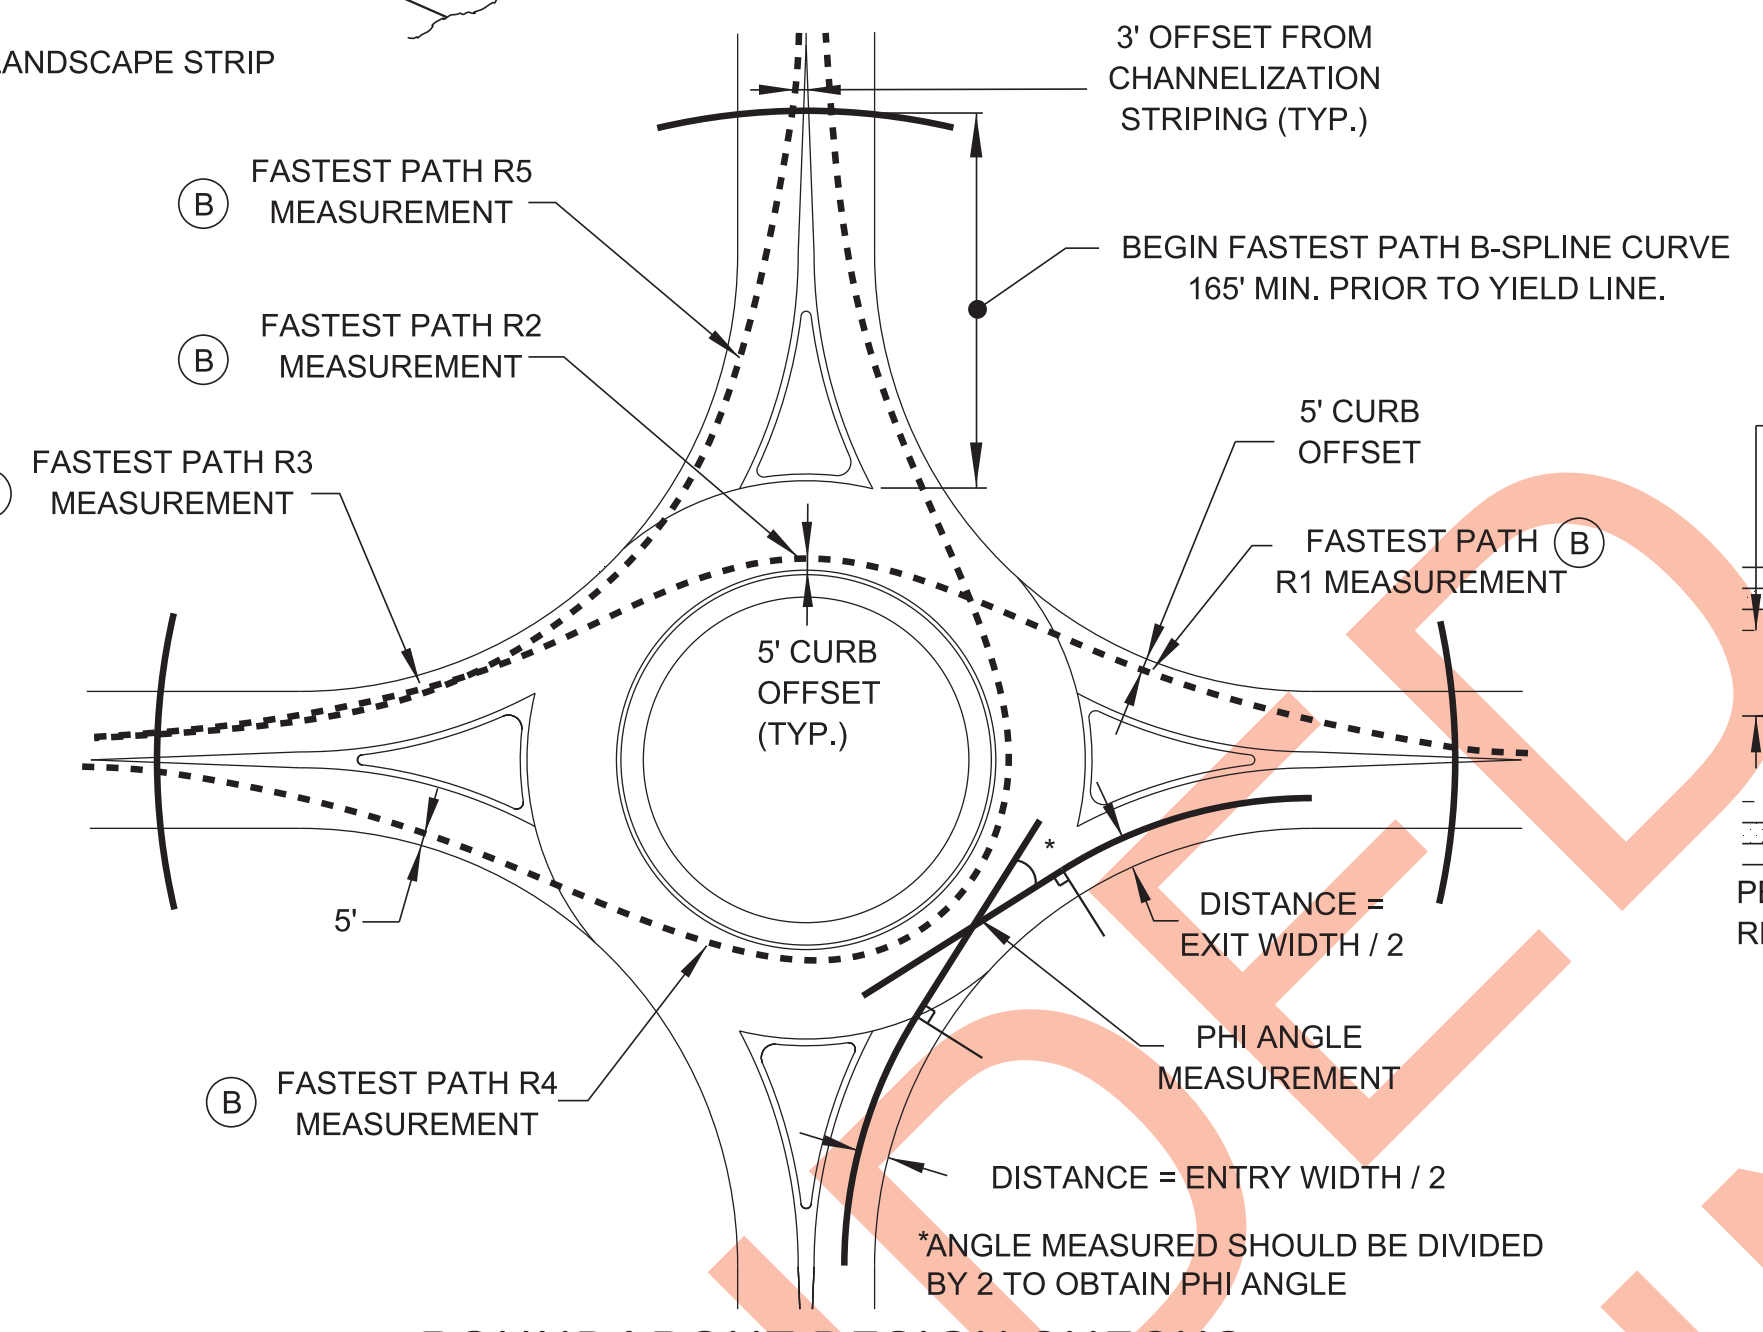 LANDSCAPE STRIP
3' OFFSET FROM
CHANNELIZATION
STRIPING (TYP.)
FASTEST PATH R5
MEASUREMENT
B
BEGIN FASTEST PATH B-SPLINE CURVE
165' MIN. PRIOR TO YIELD LINE.
FASTEST PATH R2
MEASUREMENT
B
5' CURB
OFFSET
FASTEST PATH R3
MEASUREMENT
FASTEST PATH
R1 MEASUREMENT
B
5' CURB
OFFSET
(TYP.)
*
5'
DISTANCE =
EXIT WIDTH / 2
PHI ANGLE
MEASUREMENT
FASTEST PATH R4
MEASUREMENT
B
DISTANCE = ENTRY WIDTH / 2
*ANGLE MEASURED SHOULD BE DIVIDED
BY 2 TO OBTAIN PHI ANGLE